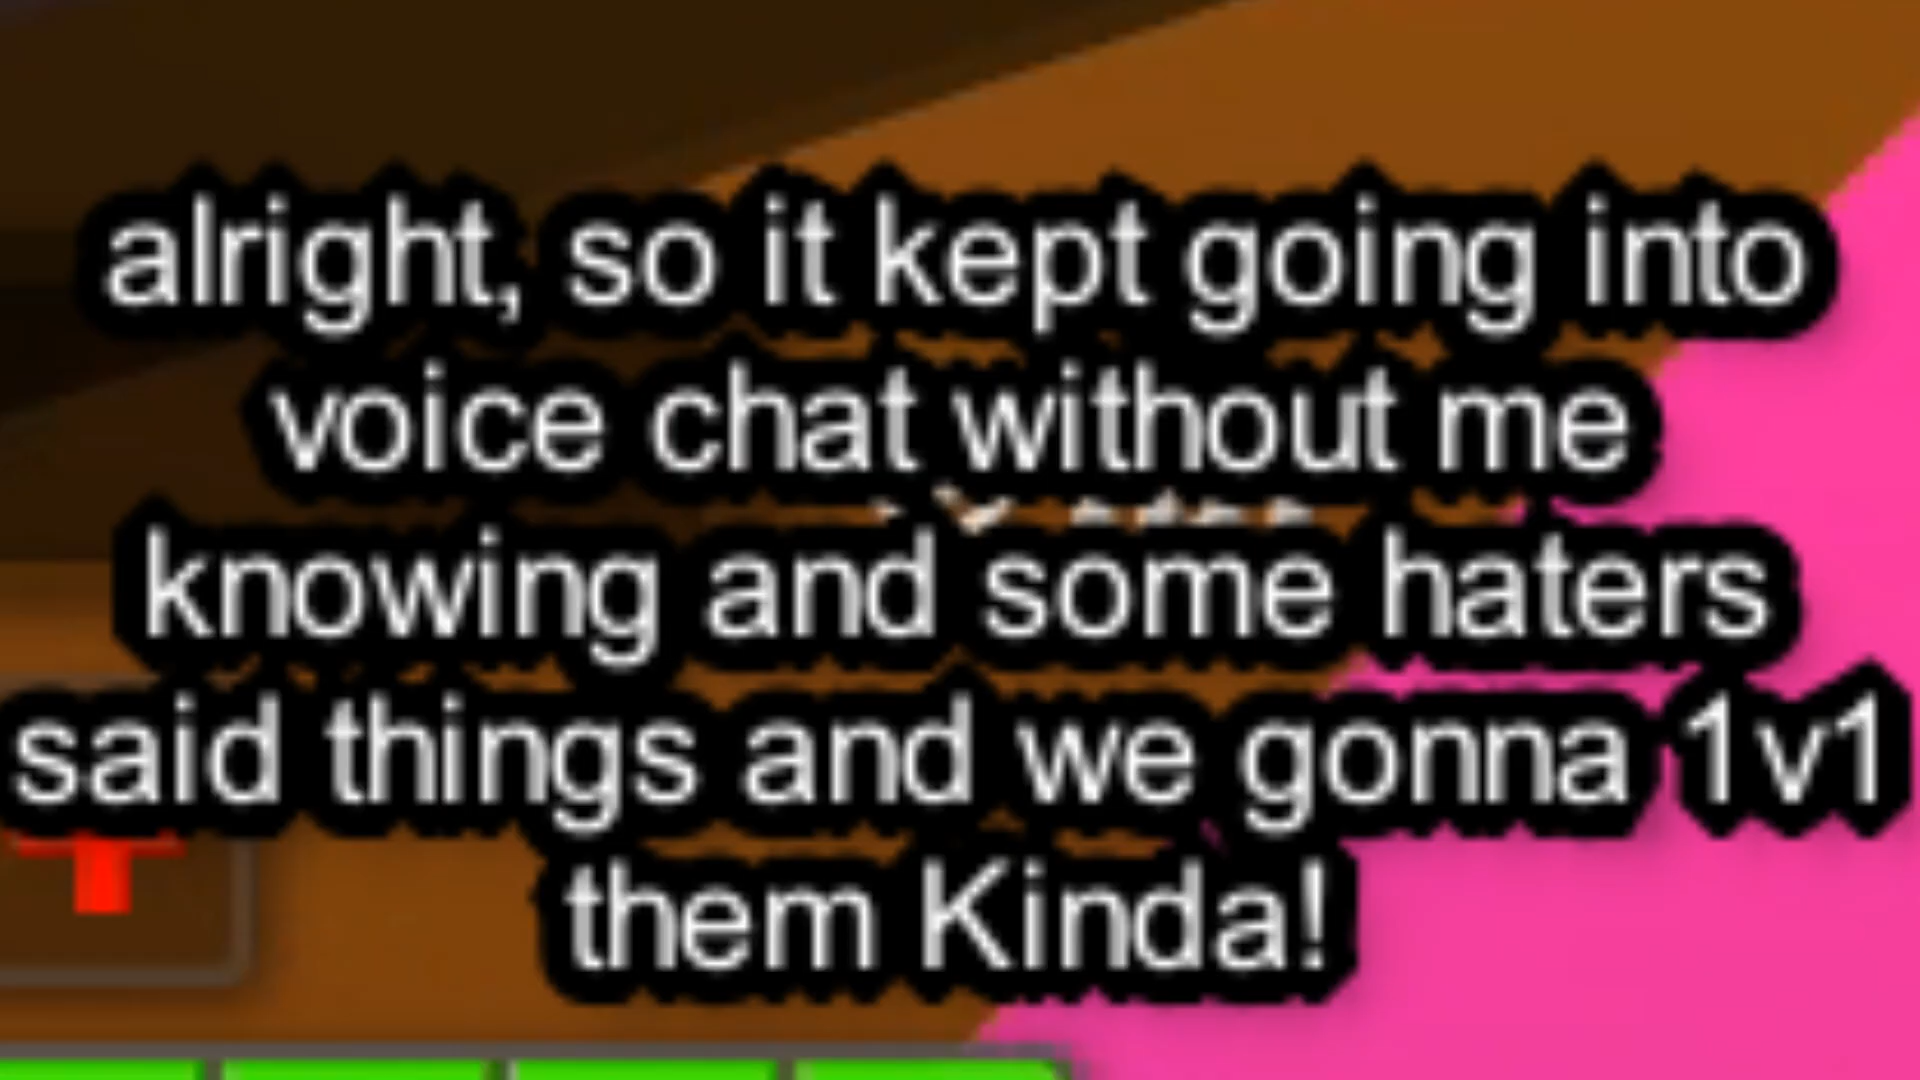 alright, so it kept going into
voice chat without me
knowing and some haters
said things and we gonna 1v1
them Kinda!